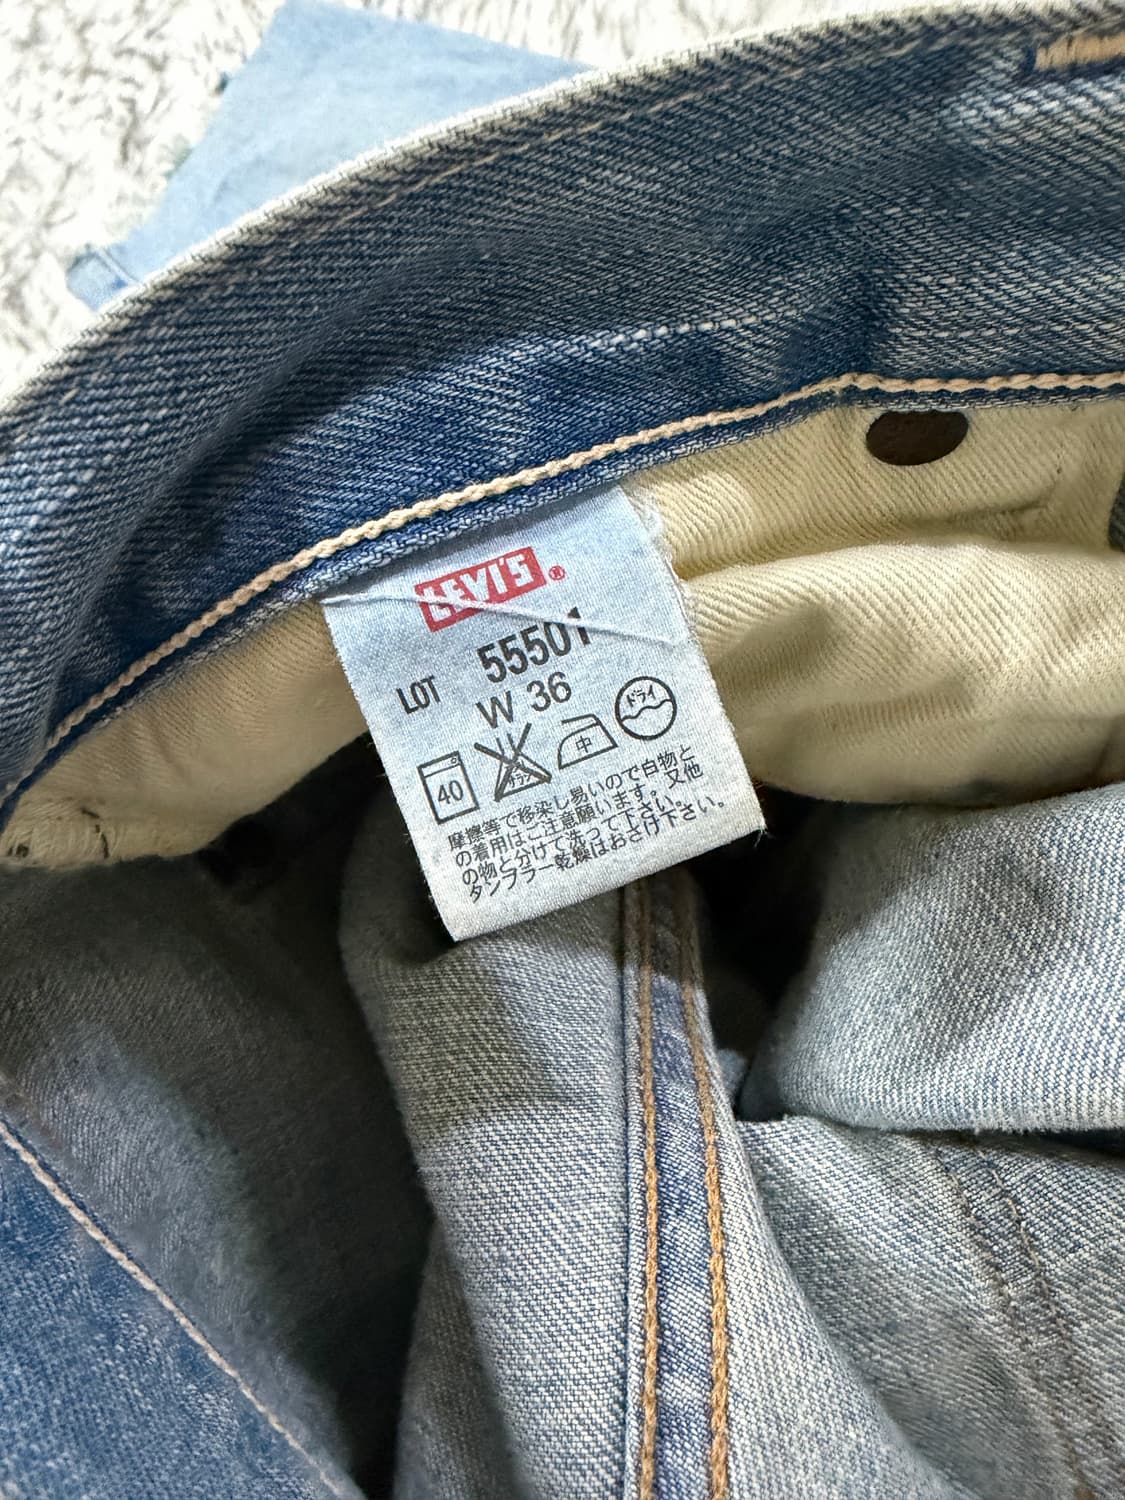 LEVI'S®
LOT 55501
W 36
40 中 ドライ
摩擦等で移染し易いので白物と
の着用はご注意願います。又他
の物と分けて洗って下さい。
タンブラー乾燥はおさけ下さい。